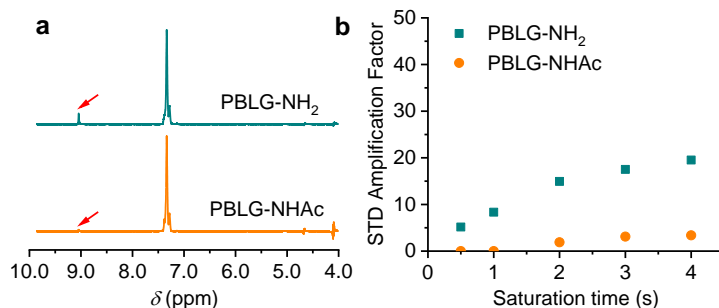 a
PBLG-NH₂
PBLG-NHAc
10.0 9.0 8.0 7.0 6.0 5.0 4.0
δ (ppm)
b
PBLG-NH₂
PBLG-NHAc
50
40
30
20
10
0
0 1 2 3 4
STD Amplification Factor
Saturation time (s)